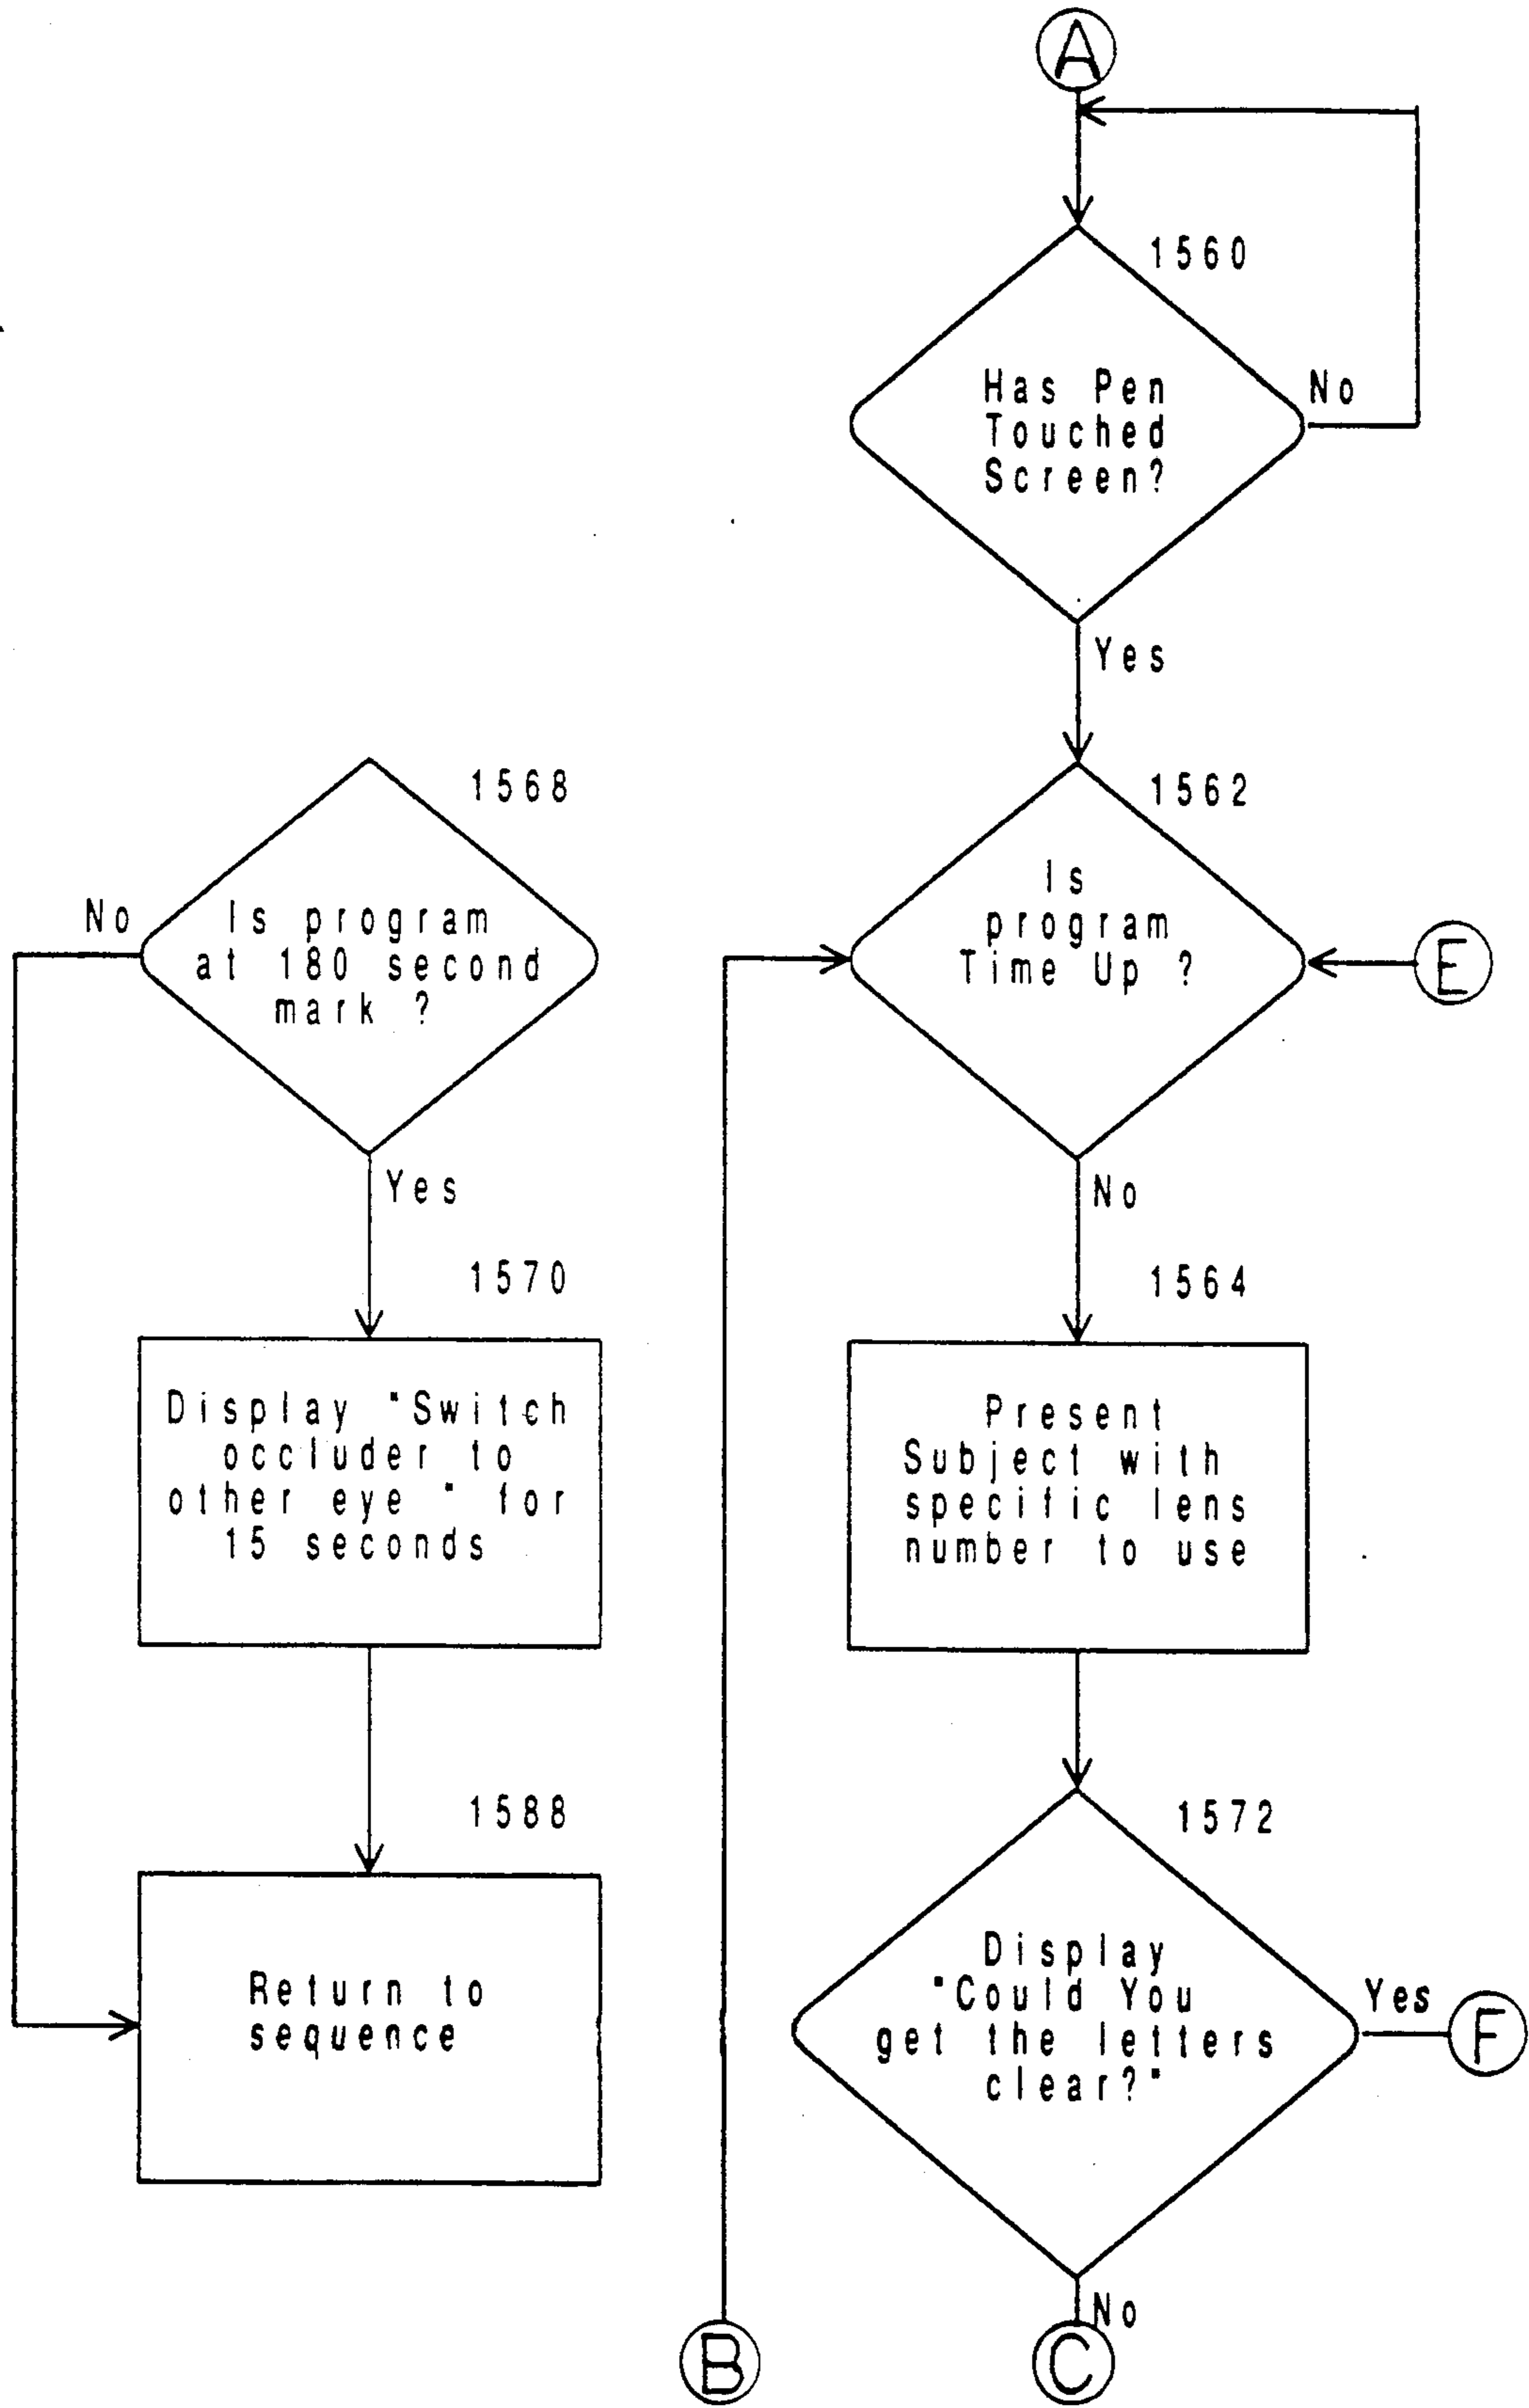 A
1560
Has Pen
Touched
Screen?
No
Yes
1562
Is
program
Time Up ?
E
No
1564
Present
Subject with
specific lens
number to use
1572
Display
"Could You
get the letters
clear?"
Yes
F
No
C
B
1568
No
Is program
at 180 second
mark ?
Yes
1570
Display "Switch
occluder to
other eye " for
15 seconds
1588
Return to
sequence